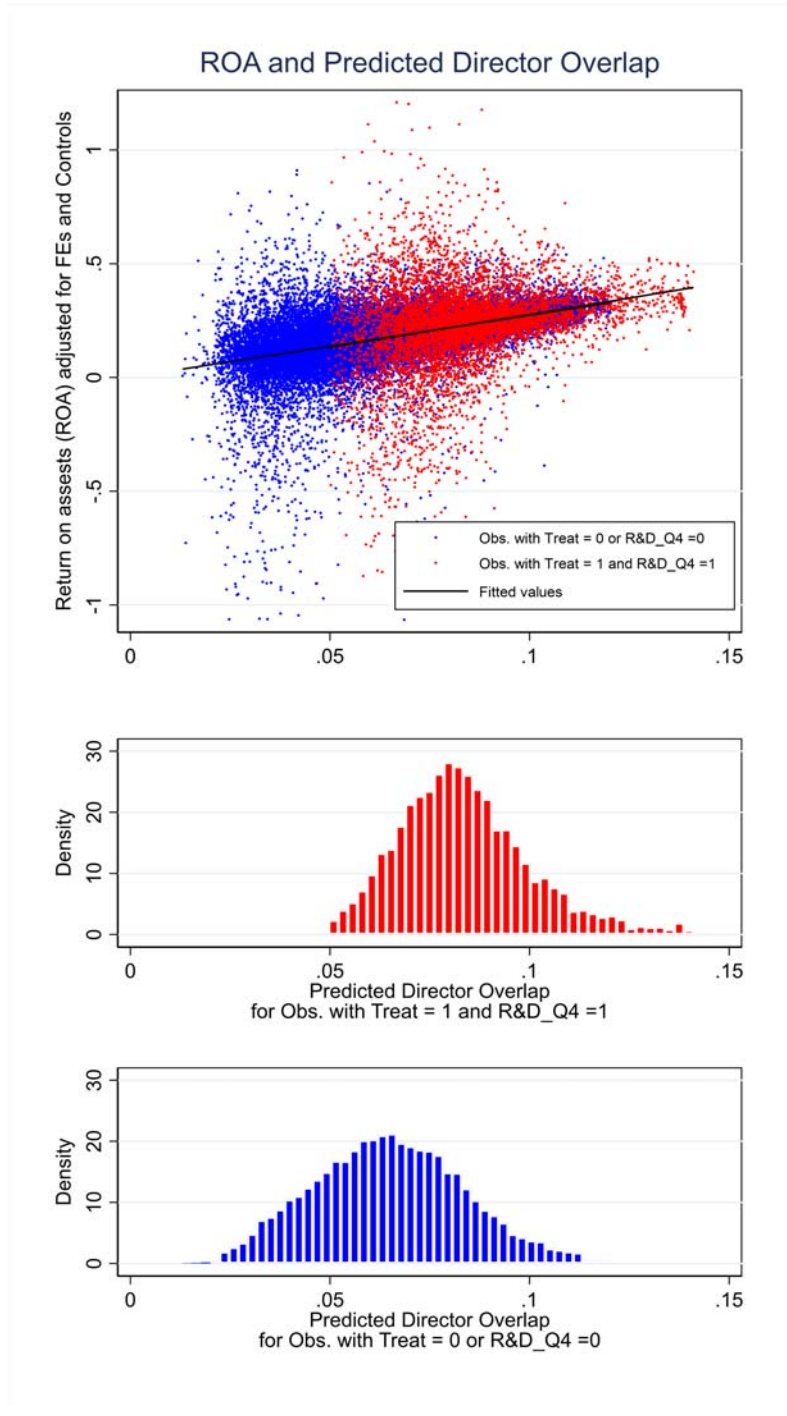 ROA and Predicted Director Overlap
Return on assests (ROA) adjusted for FEs and Controls
1
.5
0
-.5
-1
Obs. with Treat = 0 or R&D_Q4 =0
Obs. with Treat = 1 and R&D_Q4 =1
Fitted values
0 .05 .1 .15
Density
30
20
10
0
0 .05 .1 .15
Predicted Director Overlap
for Obs. with Treat = 1 and R&D_Q4 =1
Density
30
20
10
0
0 .05 .1 .15
Predicted Director Overlap
for Obs. with Treat = 0 or R&D_Q4 =0